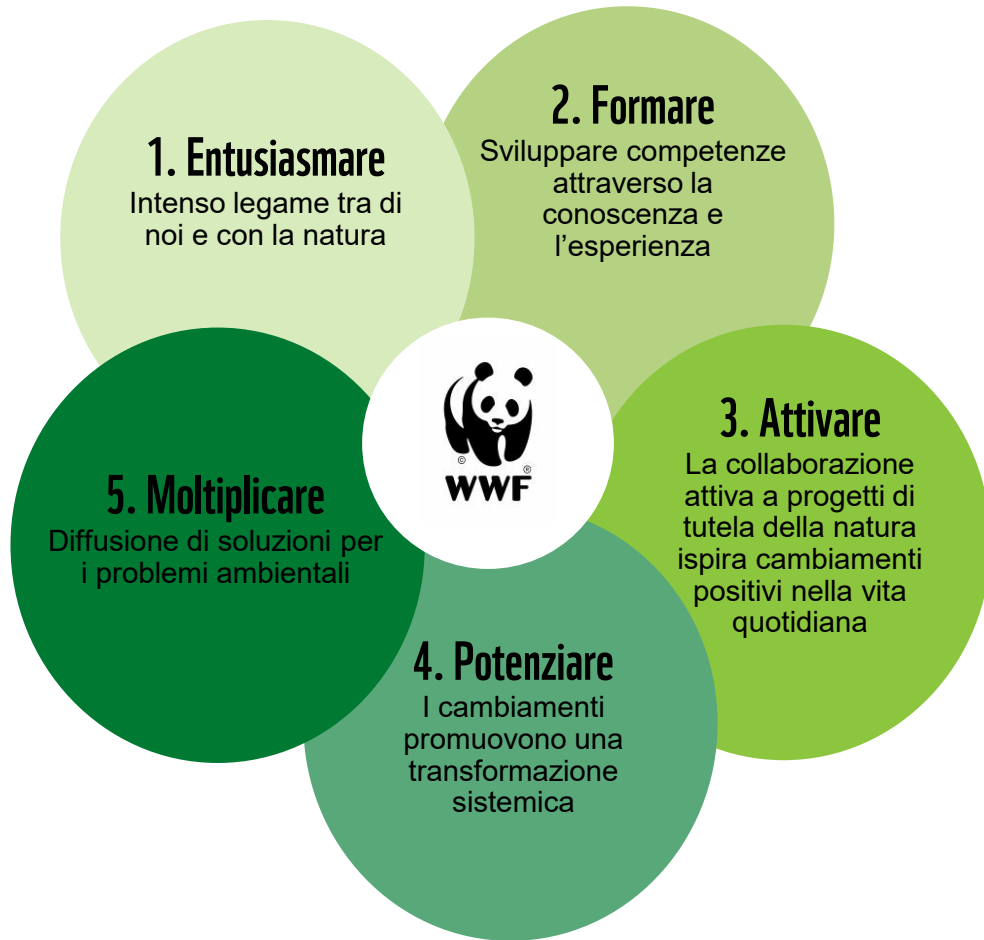 1. Entusiasmare
Intenso legame tra di
noi e con la natura
2. Formare
Sviluppare competenze
attraverso la
conoscenza e
l’esperienza
3. Attivare
La collaborazione
attiva a progetti di
tutela della natura
ispira cambiamenti
positivi nella vita
quotidiana
4. Potenziare
I cambiamenti
promuovono una
transformazione
sistemica
5. Moltiplicare
Diffusione di soluzioni per
i problemi ambientali
© ®
WWF